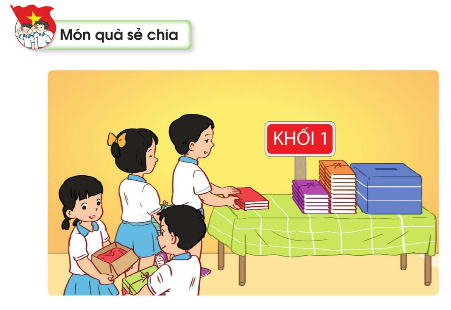 Món quà sẻ chia
KHỐI 1